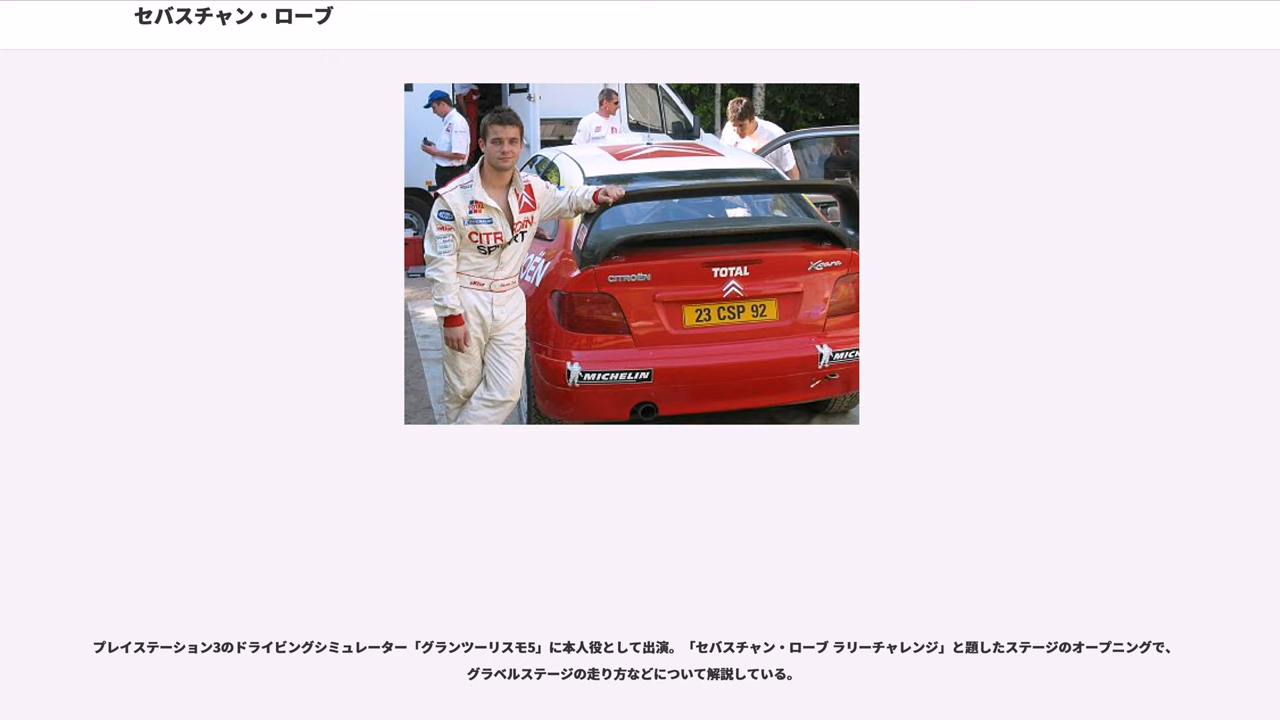 セバスチャン・ローブ
CITROËN
SPORT
TOTAL
CITROËN
Xsara
23 CSP 92
MICHELIN
プレイステーション3のドライビングシミュレーター「グランツーリスモ5」に本人役として出演。「セバスチャン・ローブ ラリーチャレンジ」と題したステージのオープニングで、
グラベルステージの走り方などについて解説している。